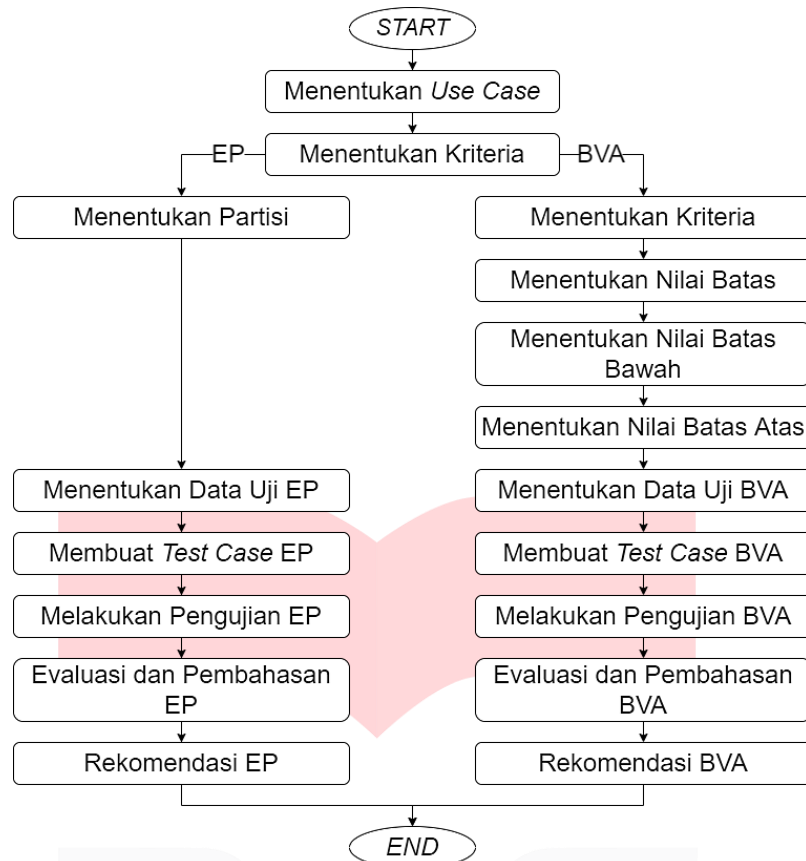 START
Menentukan Use Case
EP
Menentukan Kriteria
BVA
Menentukan Partisi
Menentukan Kriteria
Menentukan Nilai Batas
Menentukan Nilai Batas
Bawah
Menentukan Nilai Batas Atas
Menentukan Data Uji EP
Menentukan Data Uji BVA
Membuat Test Case EP
Membuat Test Case BVA
Melakukan Pengujian EP
Melakukan Pengujian BVA
Evaluasi dan Pembahasan
EP
Evaluasi dan Pembahasan
BVA
Rekomendasi EP
Rekomendasi BVA
END